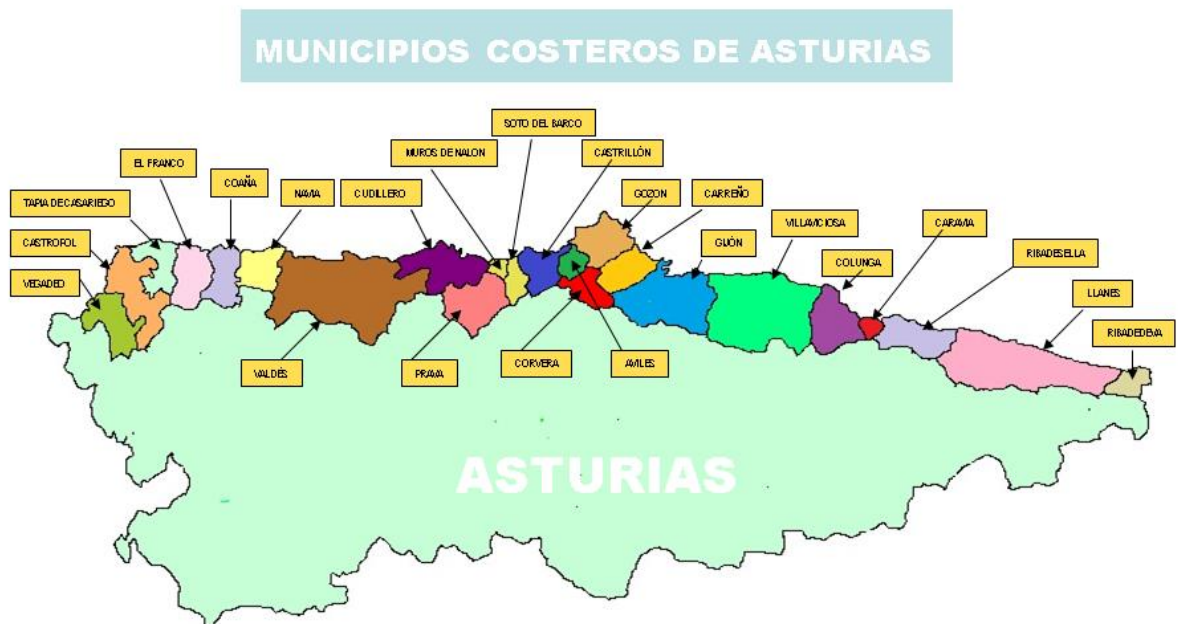 MUNICIPIOS COSTEROS DE ASTURIAS
SOTO DEL BARCO
MUROS DE NALON
CASTRILLÓN
EL FRANCO
COAÑA
NAVIA
CUDILLERO
GOZON
CARREÑO
TAPIA DE CASARIEGO
VILLAVICIOSA
CARAVIA
CASTROPOL
GIJÓN
RIBADESELLA
COLUNGA
VEGADEO
LLANES
RIBADEDEVA
VALDÉS
PRAVIA
CORVERA
AVILES
ASTURIAS